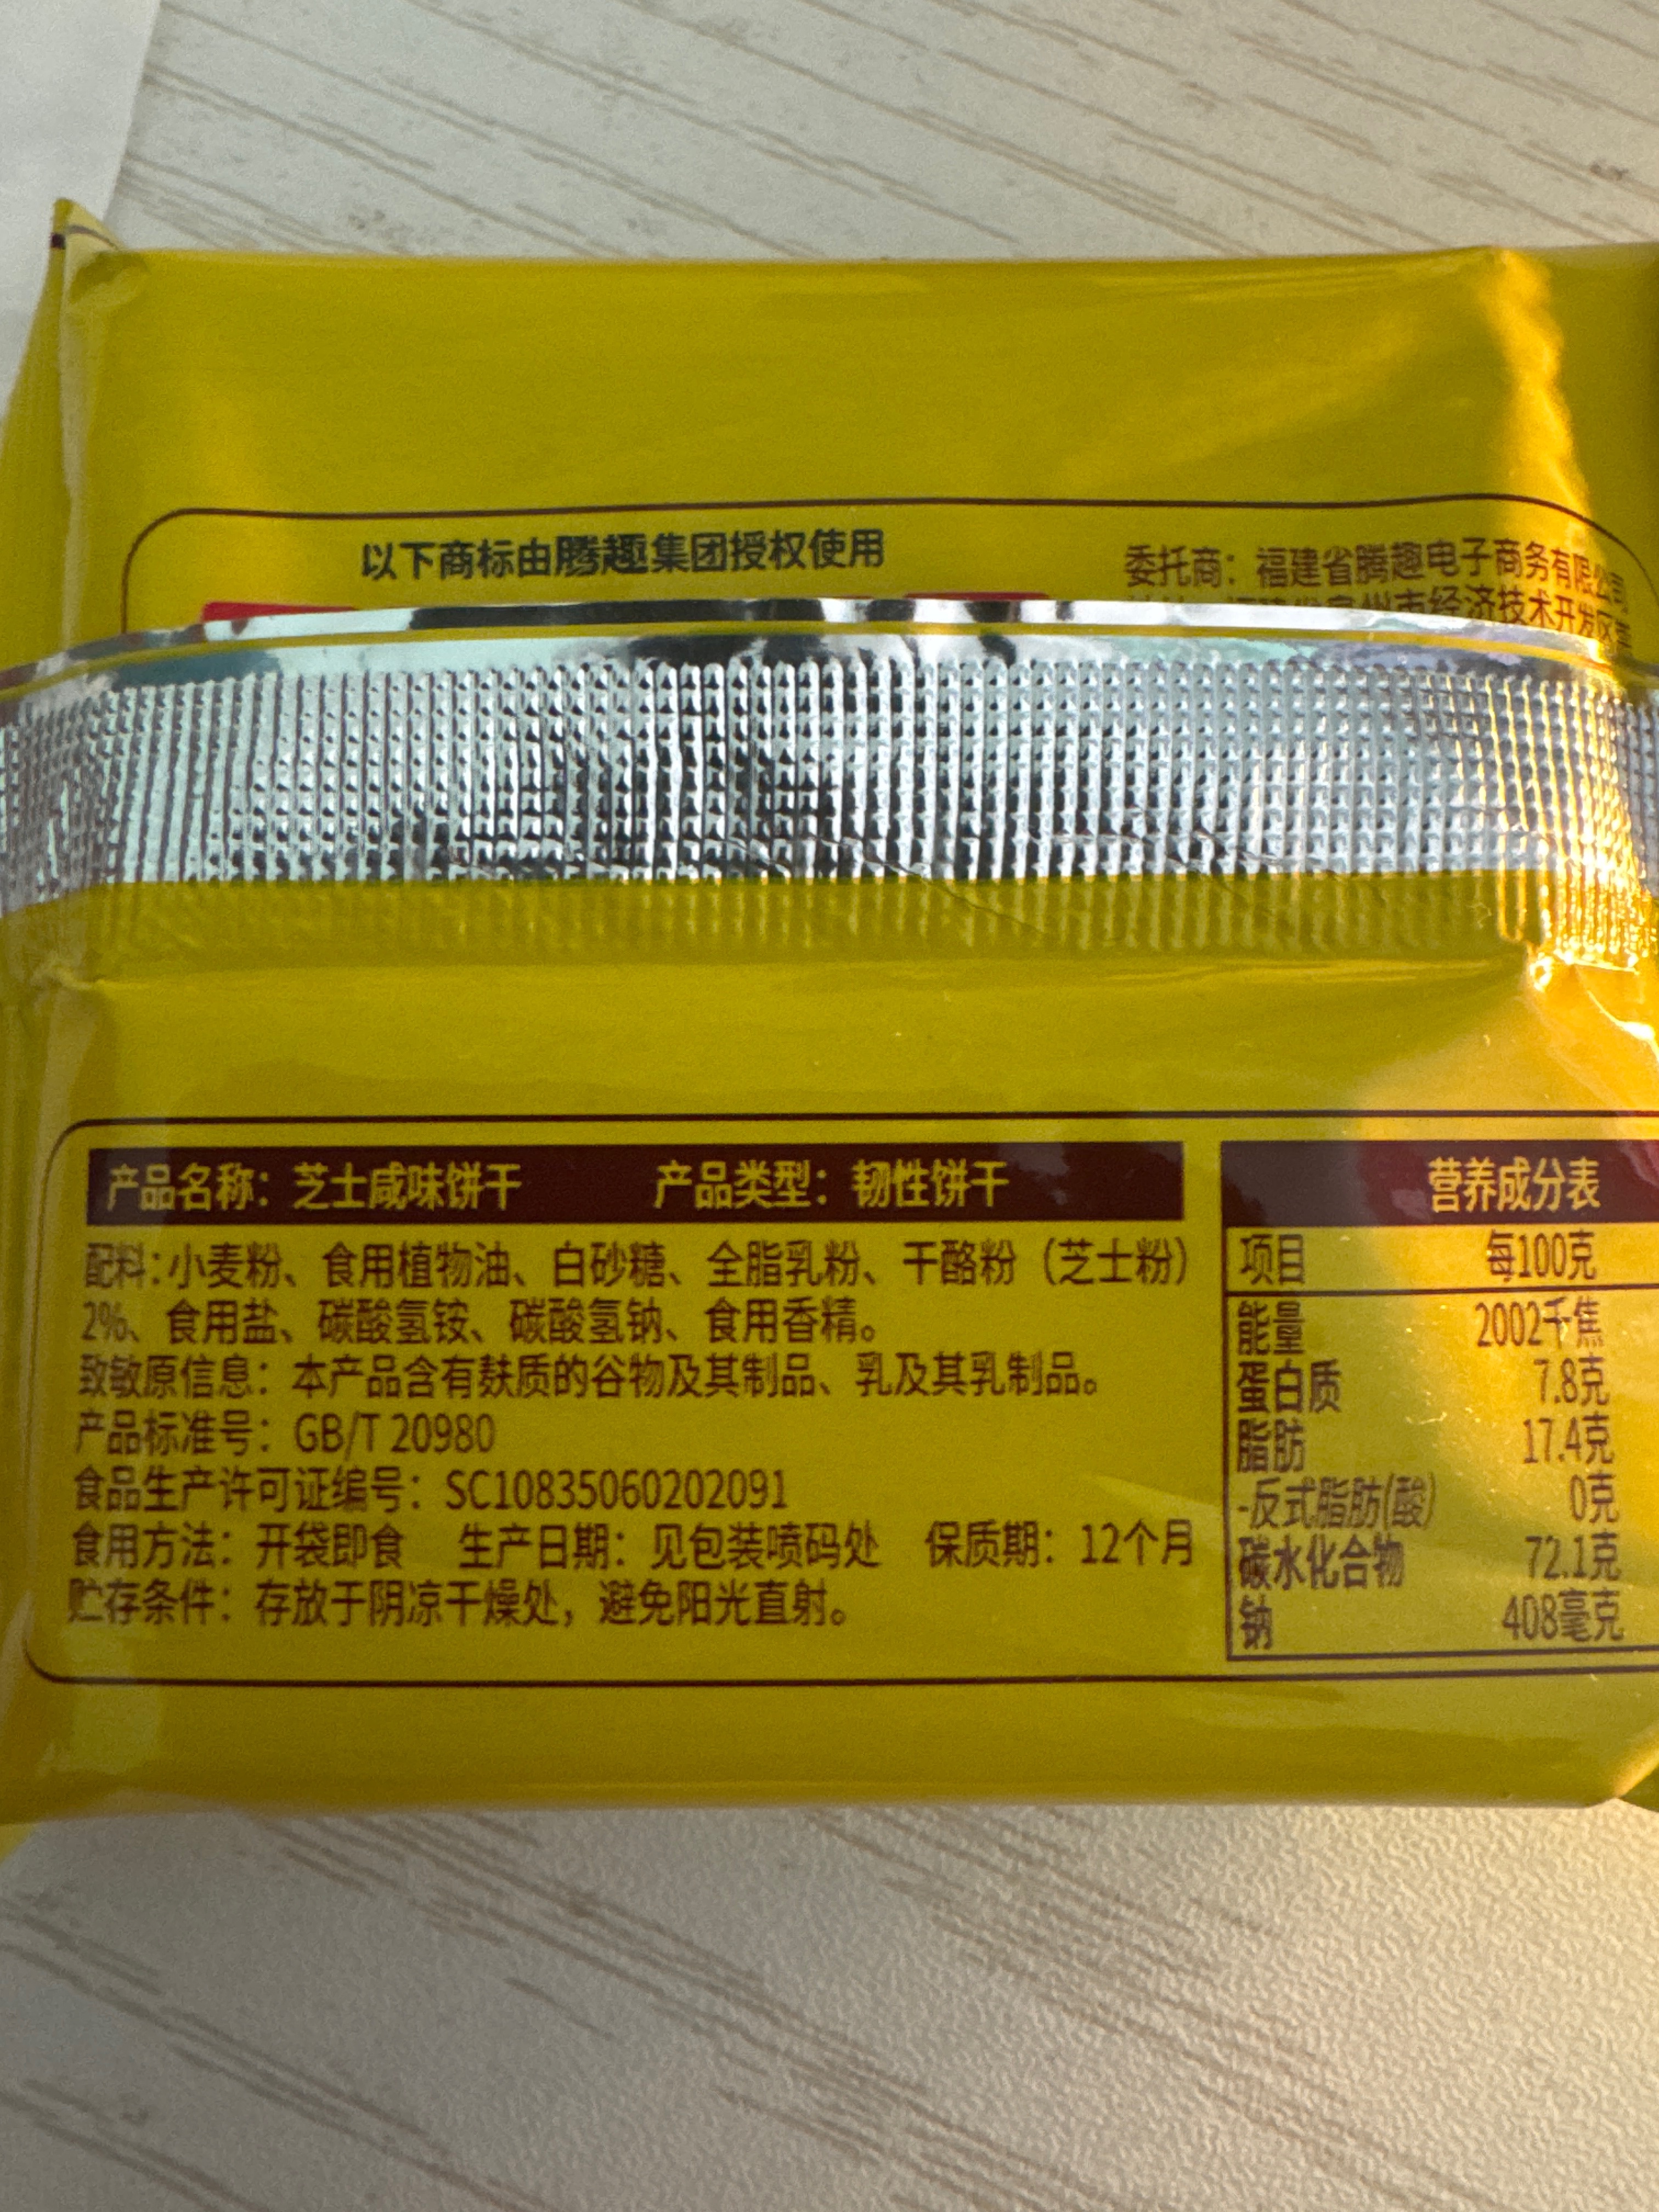 以下商标由腾趣集团授权使用
委托商：福建省腾趣电子商务有限公司
经济技术开发区
产品名称：芝士咸味饼干 产品类型：韧性饼干
配料：小麦粉、食用植物油、白砂糖、全脂乳粉、干酪粉（芝士粉）
2%、食用盐、碳酸氢铵、碳酸氢钠、食用香精。
致敏原信息：本产品含有麸质的谷物及其制品、乳及其乳制品。
产品标准号：GB/T 20980
食品生产许可证编号：SC10835060202091
食用方法：开袋即食 生产日期：见包装喷码处 保质期：12个月
贮存条件：存放于阴凉干燥处，避免阳光直射。
营养成分表
项目 每100克
能量 2002千焦
蛋白质 7.8克
脂肪 17.4克
-反式脂肪(酸) 0克
碳水化合物 72.1克
钠 408毫克